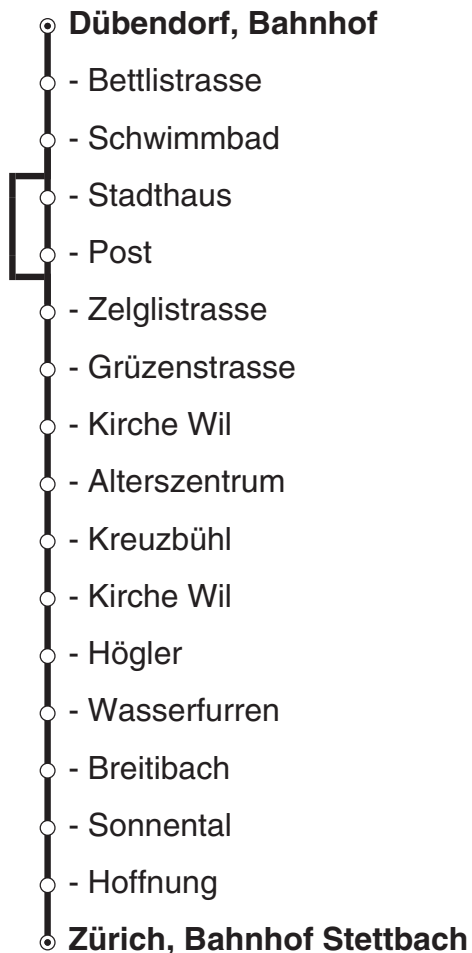 Dübendorf, Bahnhof
- Bettlistrasse
- Schwimmbad
- Stadthaus
- Post
- Zelglistrasse
- Grüzenstrasse
- Kirche Wil
- Alterszentrum
- Kreuzbühl
- Kirche Wil
- Högler
- Wasserfurren
- Breitibach
- Sonnental
- Hoffnung
Zürich, Bahnhof Stettbach